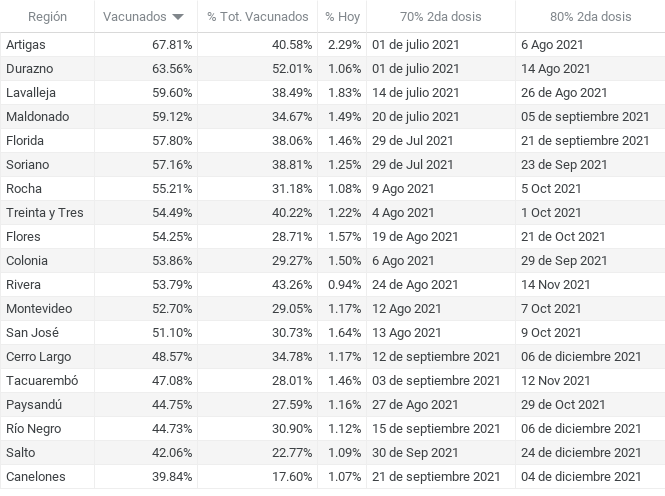 Región Vacunados % Tot. Vacunados % Hoy 70% 2da dosis 80% 2da dosis
Artigas 67.81% 40.58% 2.29% 01 de julio 2021 6 Ago 2021
Durazno 63.56% 52.01% 1.06% 01 de julio 2021 14 Ago 2021
Lavalleja 59.60% 38.49% 1.83% 14 de julio 2021 26 de Ago 2021
Maldonado 59.12% 34.67% 1.49% 20 de julio 2021 05 de septiembre 2021
Florida 57.80% 38.06% 1.46% 29 de Jul 2021 21 de septiembre 2021
Soriano 57.16% 38.81% 1.25% 29 de Jul 2021 23 de Sep 2021
Rocha 55.21% 31.18% 1.08% 9 Ago 2021 5 Oct 2021
Treinta y Tres 54.49% 40.22% 1.22% 4 Ago 2021 1 Oct 2021
Flores 54.25% 28.71% 1.57% 19 de Ago 2021 21 de Oct 2021
Colonia 53.86% 29.27% 1.50% 6 Ago 2021 29 de Sep 2021
Rivera 53.79% 43.26% 0.94% 24 de Ago 2021 14 Nov 2021
Montevideo 52.70% 29.05% 1.17% 12 Ago 2021 7 Oct 2021
San José 51.10% 30.73% 1.64% 13 Ago 2021 9 Oct 2021
Cerro Largo 48.57% 34.78% 1.17% 12 de septiembre 2021 06 de diciembre 2021
Tacuarembó 47.08% 28.01% 1.46% 03 de septiembre 2021 12 Nov 2021
Paysandú 44.75% 27.59% 1.16% 27 de Ago 2021 29 de Oct 2021
Río Negro 44.73% 30.90% 1.12% 15 de septiembre 2021 06 de diciembre 2021
Salto 42.06% 22.77% 1.09% 30 de Sep 2021 24 de diciembre 2021
Canelones 39.84% 17.60% 1.07% 21 de septiembre 2021 04 de diciembre 2021